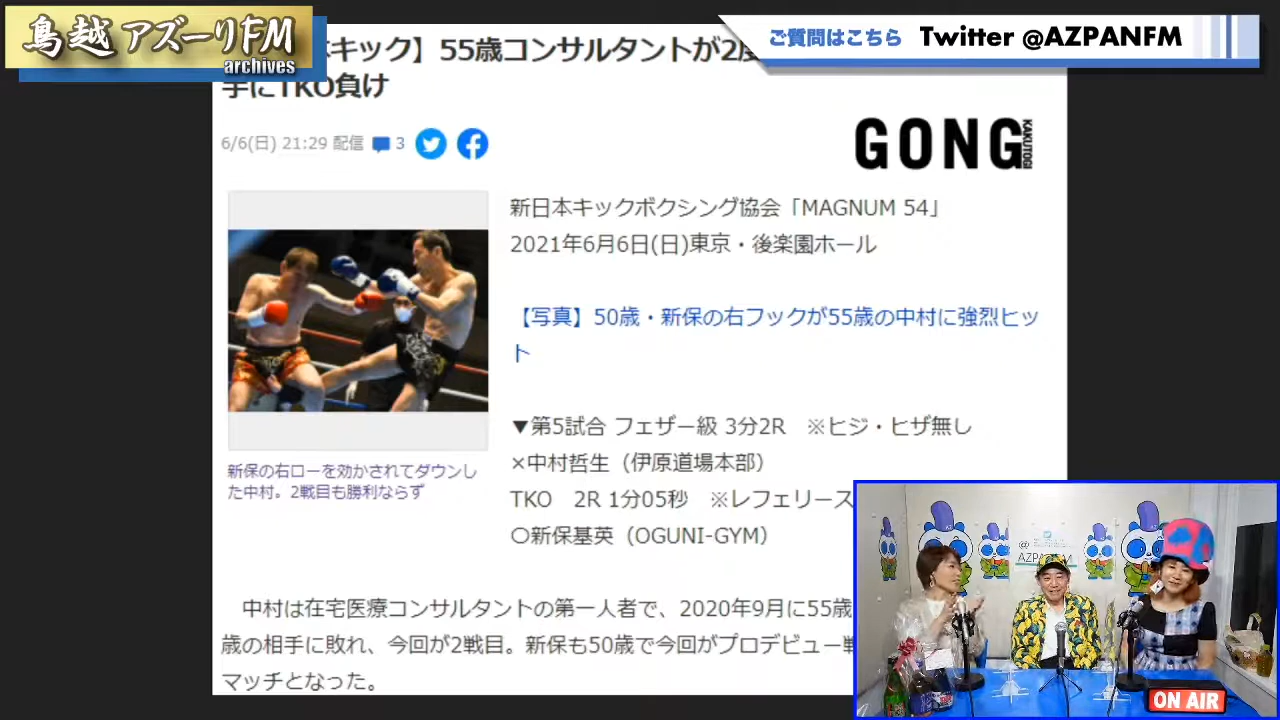 鳥越アズーリFM
archives
ご質問はこちら Twitter @AZPANFM
キック】55歳コンサルタントが2度
手にTKO負け
6/6(日) 21:29 配信 3
GONG
KAKUTOGI
新日本キックボクシング協会「MAGNUM 54」
2021年6月6日(日)東京・後楽園ホール
【写真】50歳・新保の右フックが55歳の中村に強烈ヒッ
ト
▼第5試合 フェザー級 3分2R ※ヒジ・ヒザ無し
×中村哲生（伊原道場本部）
TKO 2R 1分05秒 ※レフェリース
〇新保基英（OGUNI-GYM）
新保の右ローを効かされてダウンし
た中村。2戦目も勝利ならず
中村は在宅医療コンサルタントの第一人者で、2020年9月に55歳
歳の相手に敗れ、今回が2戦目。新保も50歳で今回がプロデビュー戦
マッチとなった。
@
AZPANFM
ON AIR